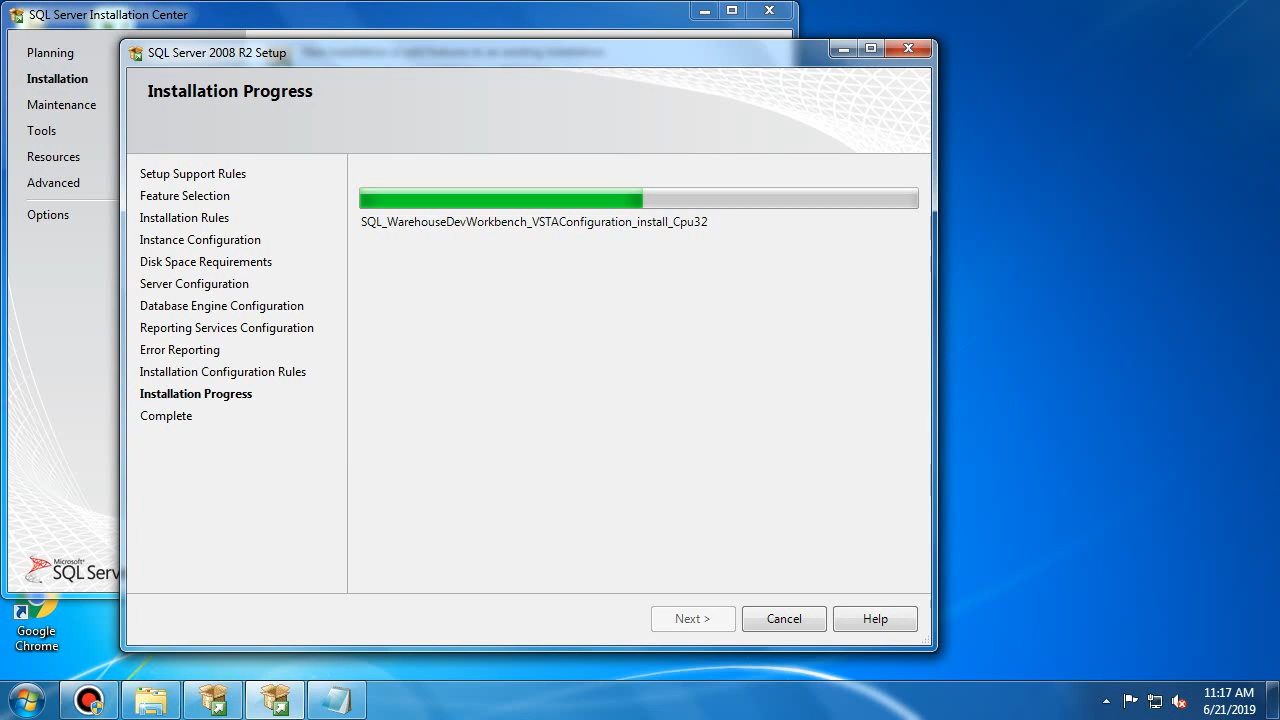 SQL Server Installation Center
Planning
Installation
Maintenance
Tools
Resources
Advanced
Options
Microsoft
SQL Serv
SQL Server 2008 R2 Setup
Installation Progress
Setup Support Rules
Feature Selection
Installation Rules
Instance Configuration
Disk Space Requirements
Server Configuration
Database Engine Configuration
Reporting Services Configuration
Error Reporting
Installation Configuration Rules
Installation Progress
Complete
SQL_WarehouseDevWorkbench_VSTAConfiguration_install_Cpu32
Next >
Cancel
Help
Google
Chrome
11:17 AM
6/21/2019